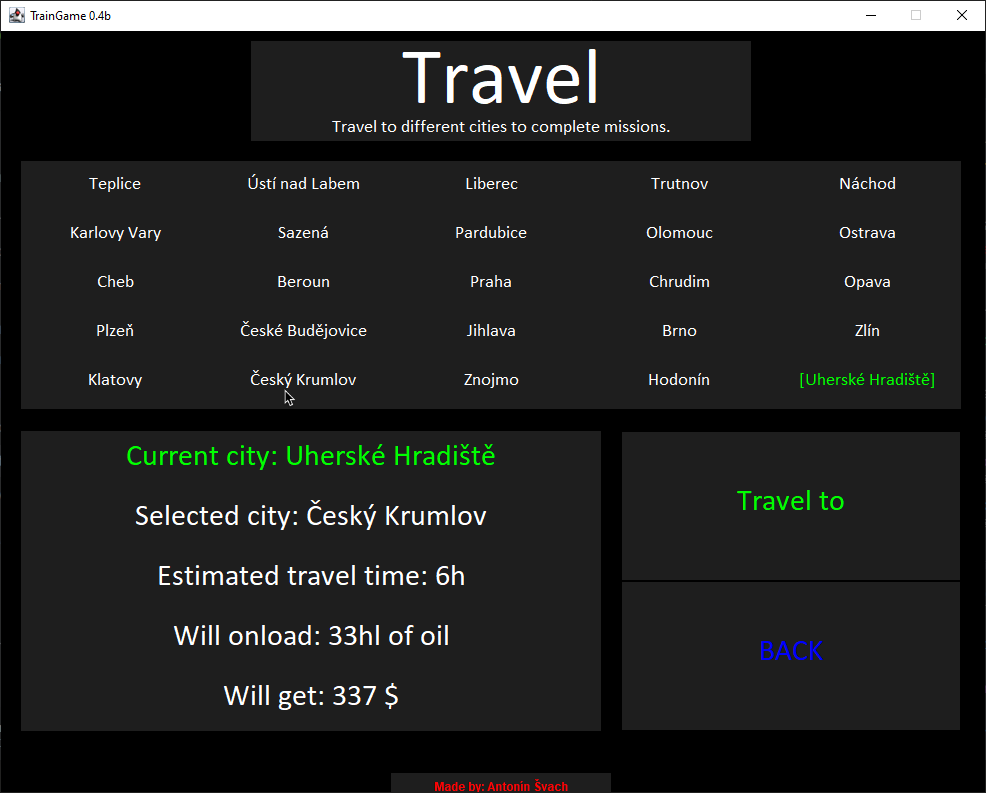 TrainGame 0.4b
Travel
Travel to different cities to complete missions.
Teplice Ústí nad Labem Liberec Trutnov Náchod
Karlovy Vary Sazená Pardubice Olomouc Ostrava
Cheb Beroun Praha Chrudim Opava
Plzeň České Budějovice Jihlava Brno Zlín
Klatovy Český Krumlov Znojmo Hodonín [Uherské Hradiště]
Current city: Uherské Hradiště
Selected city: Český Krumlov
Estimated travel time: 6h
Will onload: 33hl of oil
Will get: 337 $
Travel to
BACK
Made by: Antonin Švach